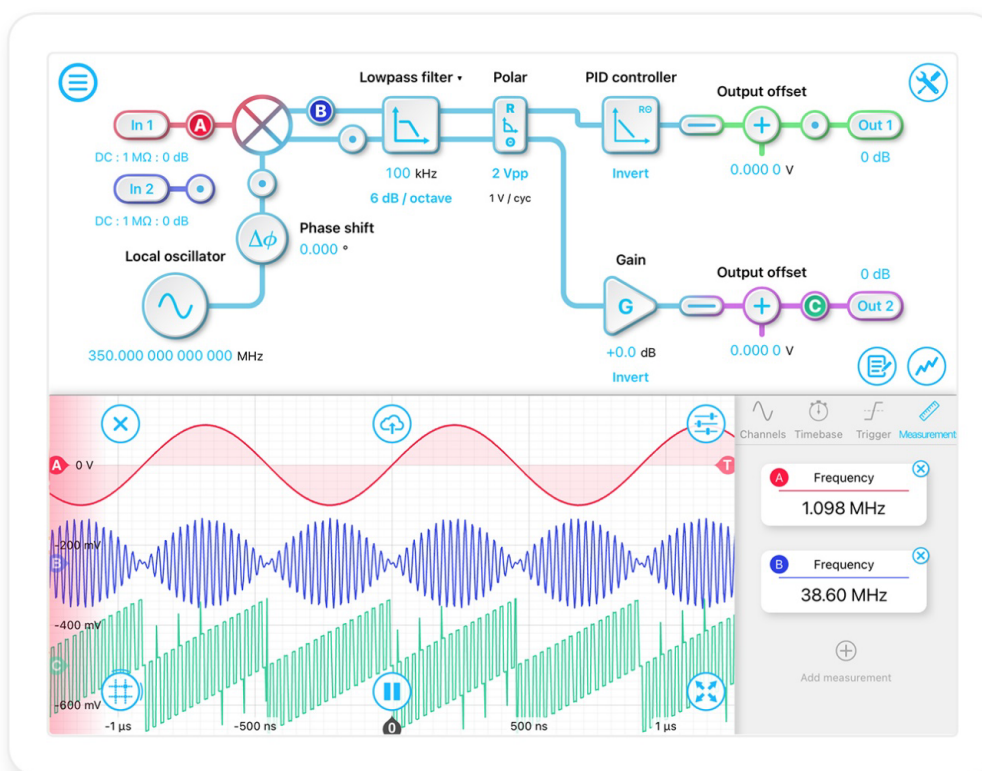 Lowpass filter ▾
Polar
PID controller
Output offset
In 1
A
B
R
Θ
RΘ
Out 1
DC : 1 MΩ : 0 dB
100 kHz
2 Vpp
Invert
0.000 0 V
0 dB
In 2
6 dB / octave
1 V / cyc
DC : 1 MΩ : 0 dB
Δϕ
Phase shift
0.000 °
Local oscillator
Gain
Output offset
0 dB
G
C
Out 2
350.000 000 000 000 MHz
+0.0 dB
0.000 0 V
Invert
Channels
Timebase
Trigger
Measurement
A
0 V
T
A
Frequency
1.098 MHz
-200 mV
B
B
Frequency
38.60 MHz
-400 mV
C
Add measurement
-600 mV
-1 µs
-500 ns
0
500 ns
1 µs